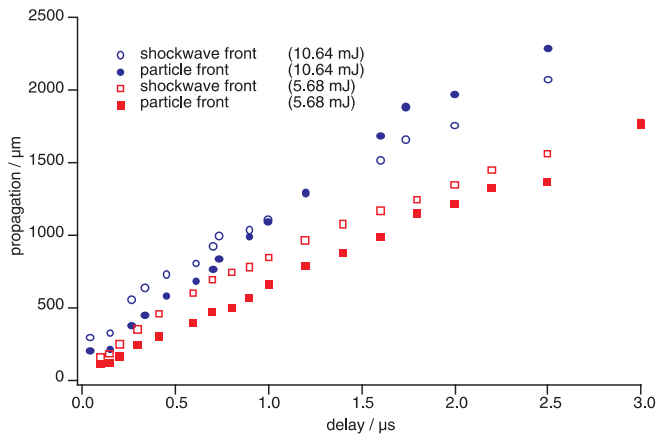 2500
2000
1500
1000
500
0
propagation / µm
shockwave front (10.64 mJ)
particle front (10.64 mJ)
shockwave front (5.68 mJ)
particle front (5.68 mJ)
0.0 0.5 1.0 1.5 2.0 2.5 3.0
delay / µs